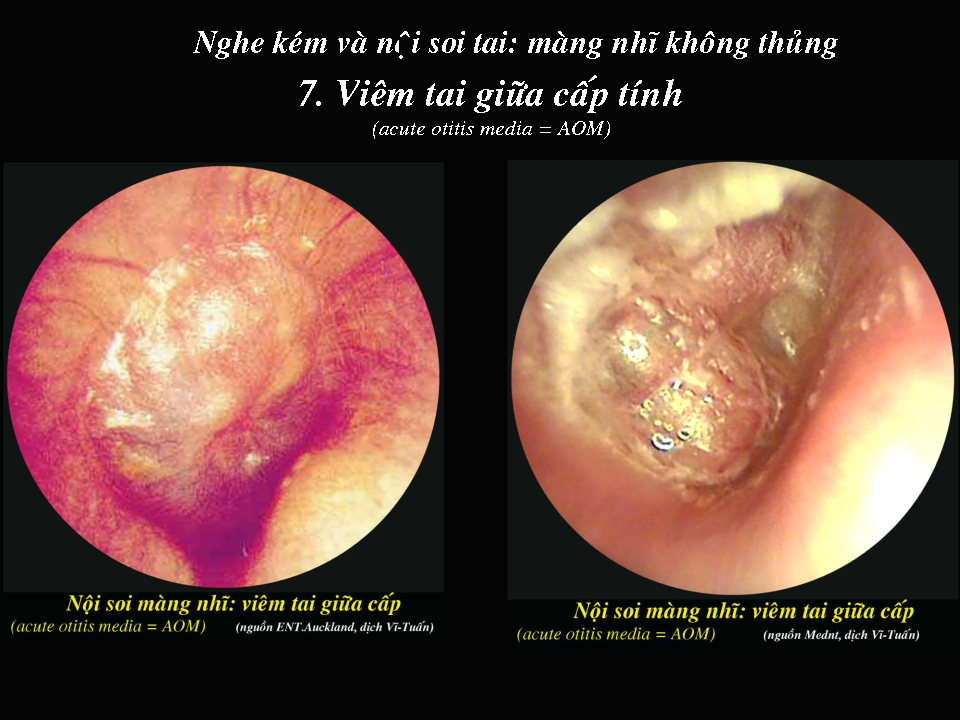 Nghe kém và nội soi tai: màng nhĩ không thủng
7. Viêm tai giữa cấp tính
(acute otitis media = AOM)
Nội soi màng nhĩ: viêm tai giữa cấp
(acute otitis media = AOM) (nguồn ENT.Auckland, dịch Vĩ-Tuấn)
Nội soi màng nhĩ: viêm tai giữa cấp
(acute otitis media = AOM) (nguồn Mednt, dịch Vĩ-Tuấn)